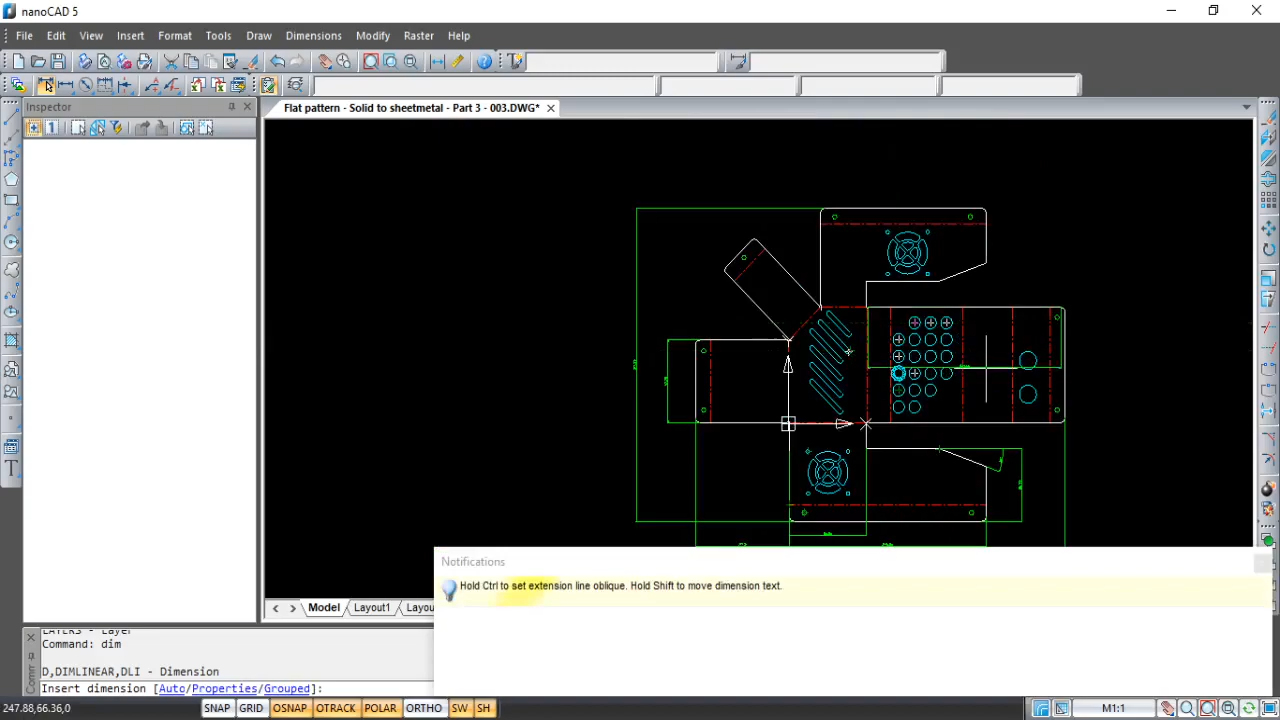 nanoCAD 5
File Edit View Insert Format Tools Draw Dimensions Modify Raster Help
Inspector
Flat pattern - Solid to sheetmetal - Part 3 - 003.DWG*
Notifications
Hold Ctrl to set extension line oblique. Hold Shift to move dimension text.
Model Layout1 Layou
LAYERS - Layer
Command: dim
D,DIMLINEAR,DLI - Dimension
Insert dimension [Auto/Properties/Grouped]:
247.88,66.36,0 SNAP GRID OSNAP OTRACK POLAR ORTHO SW SH M1:1